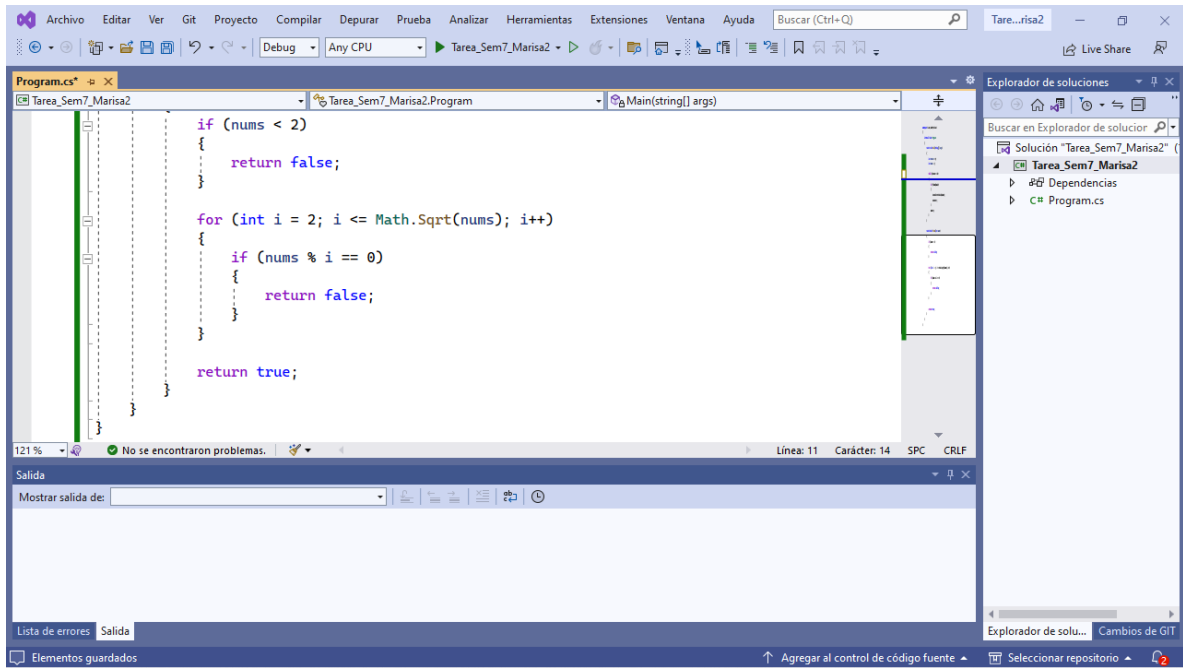 Archivo Editar Ver Git Proyecto Compilar Depurar Prueba Analizar Herramientas Extensiones Ventana Ayuda Buscar (Ctrl+Q) Tare...risa2
Debug Any CPU Tarea_Sem7_Marisa2 Live Share
Program.cs*
Tarea_Sem7_Marisa2 Tarea_Sem7_Marisa2.Program Main(string[] args)
if (nums < 2)
{
return false;
}
for (int i = 2; i <= Math.Sqrt(nums); i++)
{
if (nums % i == 0)
{
return false;
}
}
return true;
}
}
}
121 % No se encontraron problemas. Línea: 11 Carácter: 14 SPC CRLF
Salida
Mostrar salida de:
Lista de errores Salida
Explorador de soluciones
Buscar en Explorador de solucior
Solución "Tarea_Sem7_Marisa2" (
Tarea_Sem7_Marisa2
Dependencias
C# Program.cs
Explorador de solu... Cambios de GIT
Elementos guardados Agregar al control de código fuente Seleccionar repositorio 2